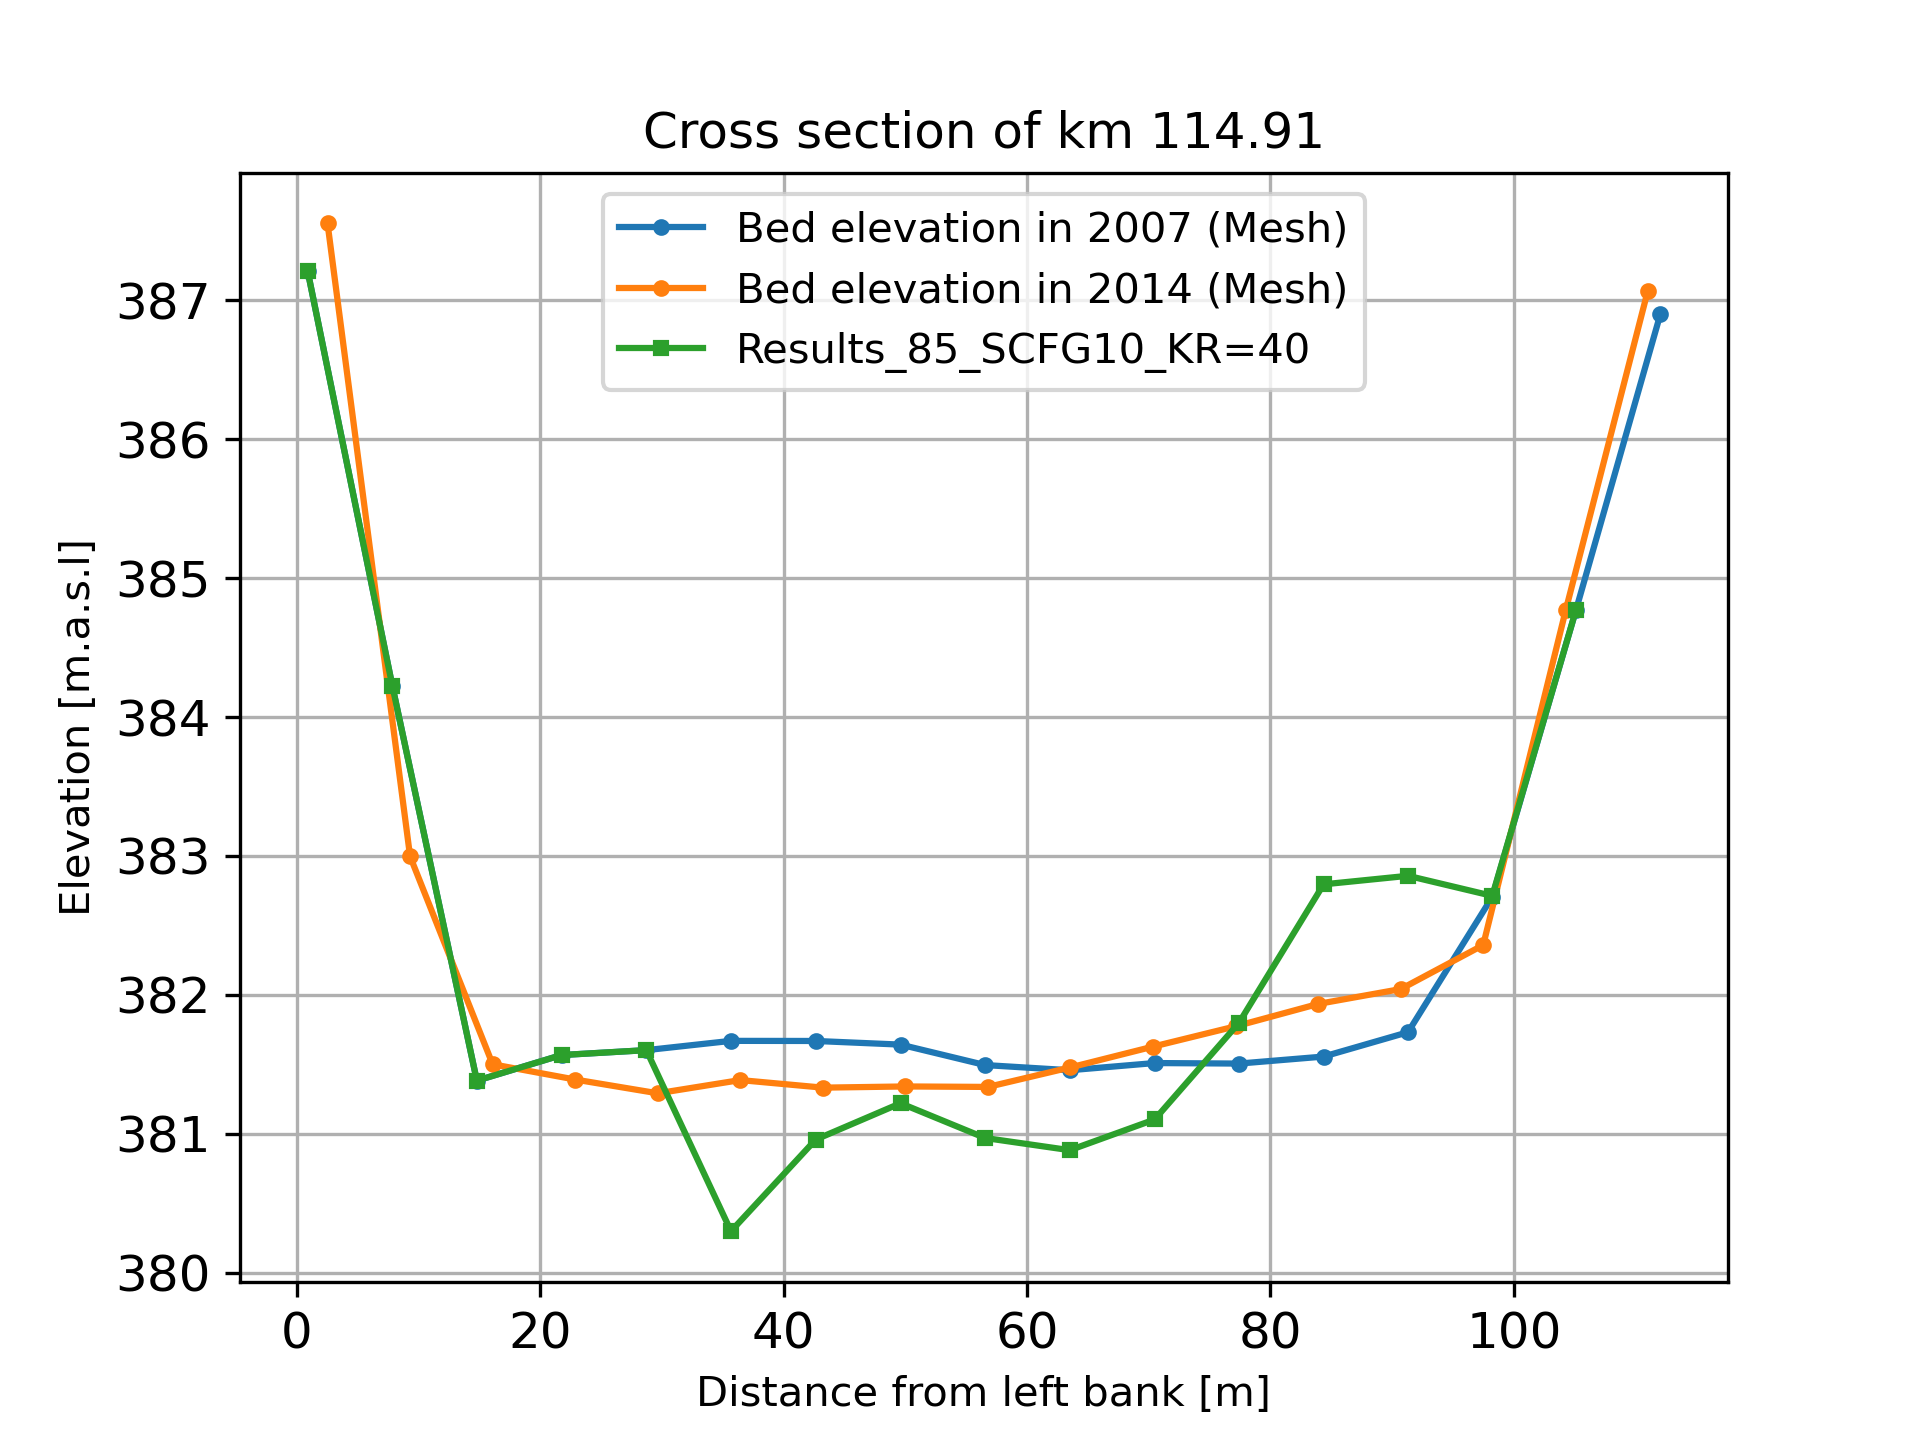 Cross section of km 114.91
Bed elevation in 2007 (Mesh)
Bed elevation in 2014 (Mesh)
Results_85_SCFG10_KR=40
Elevation [m.a.s.l]
387
386
385
384
383
382
381
380
0 20 40 60 80 100
Distance from left bank [m]